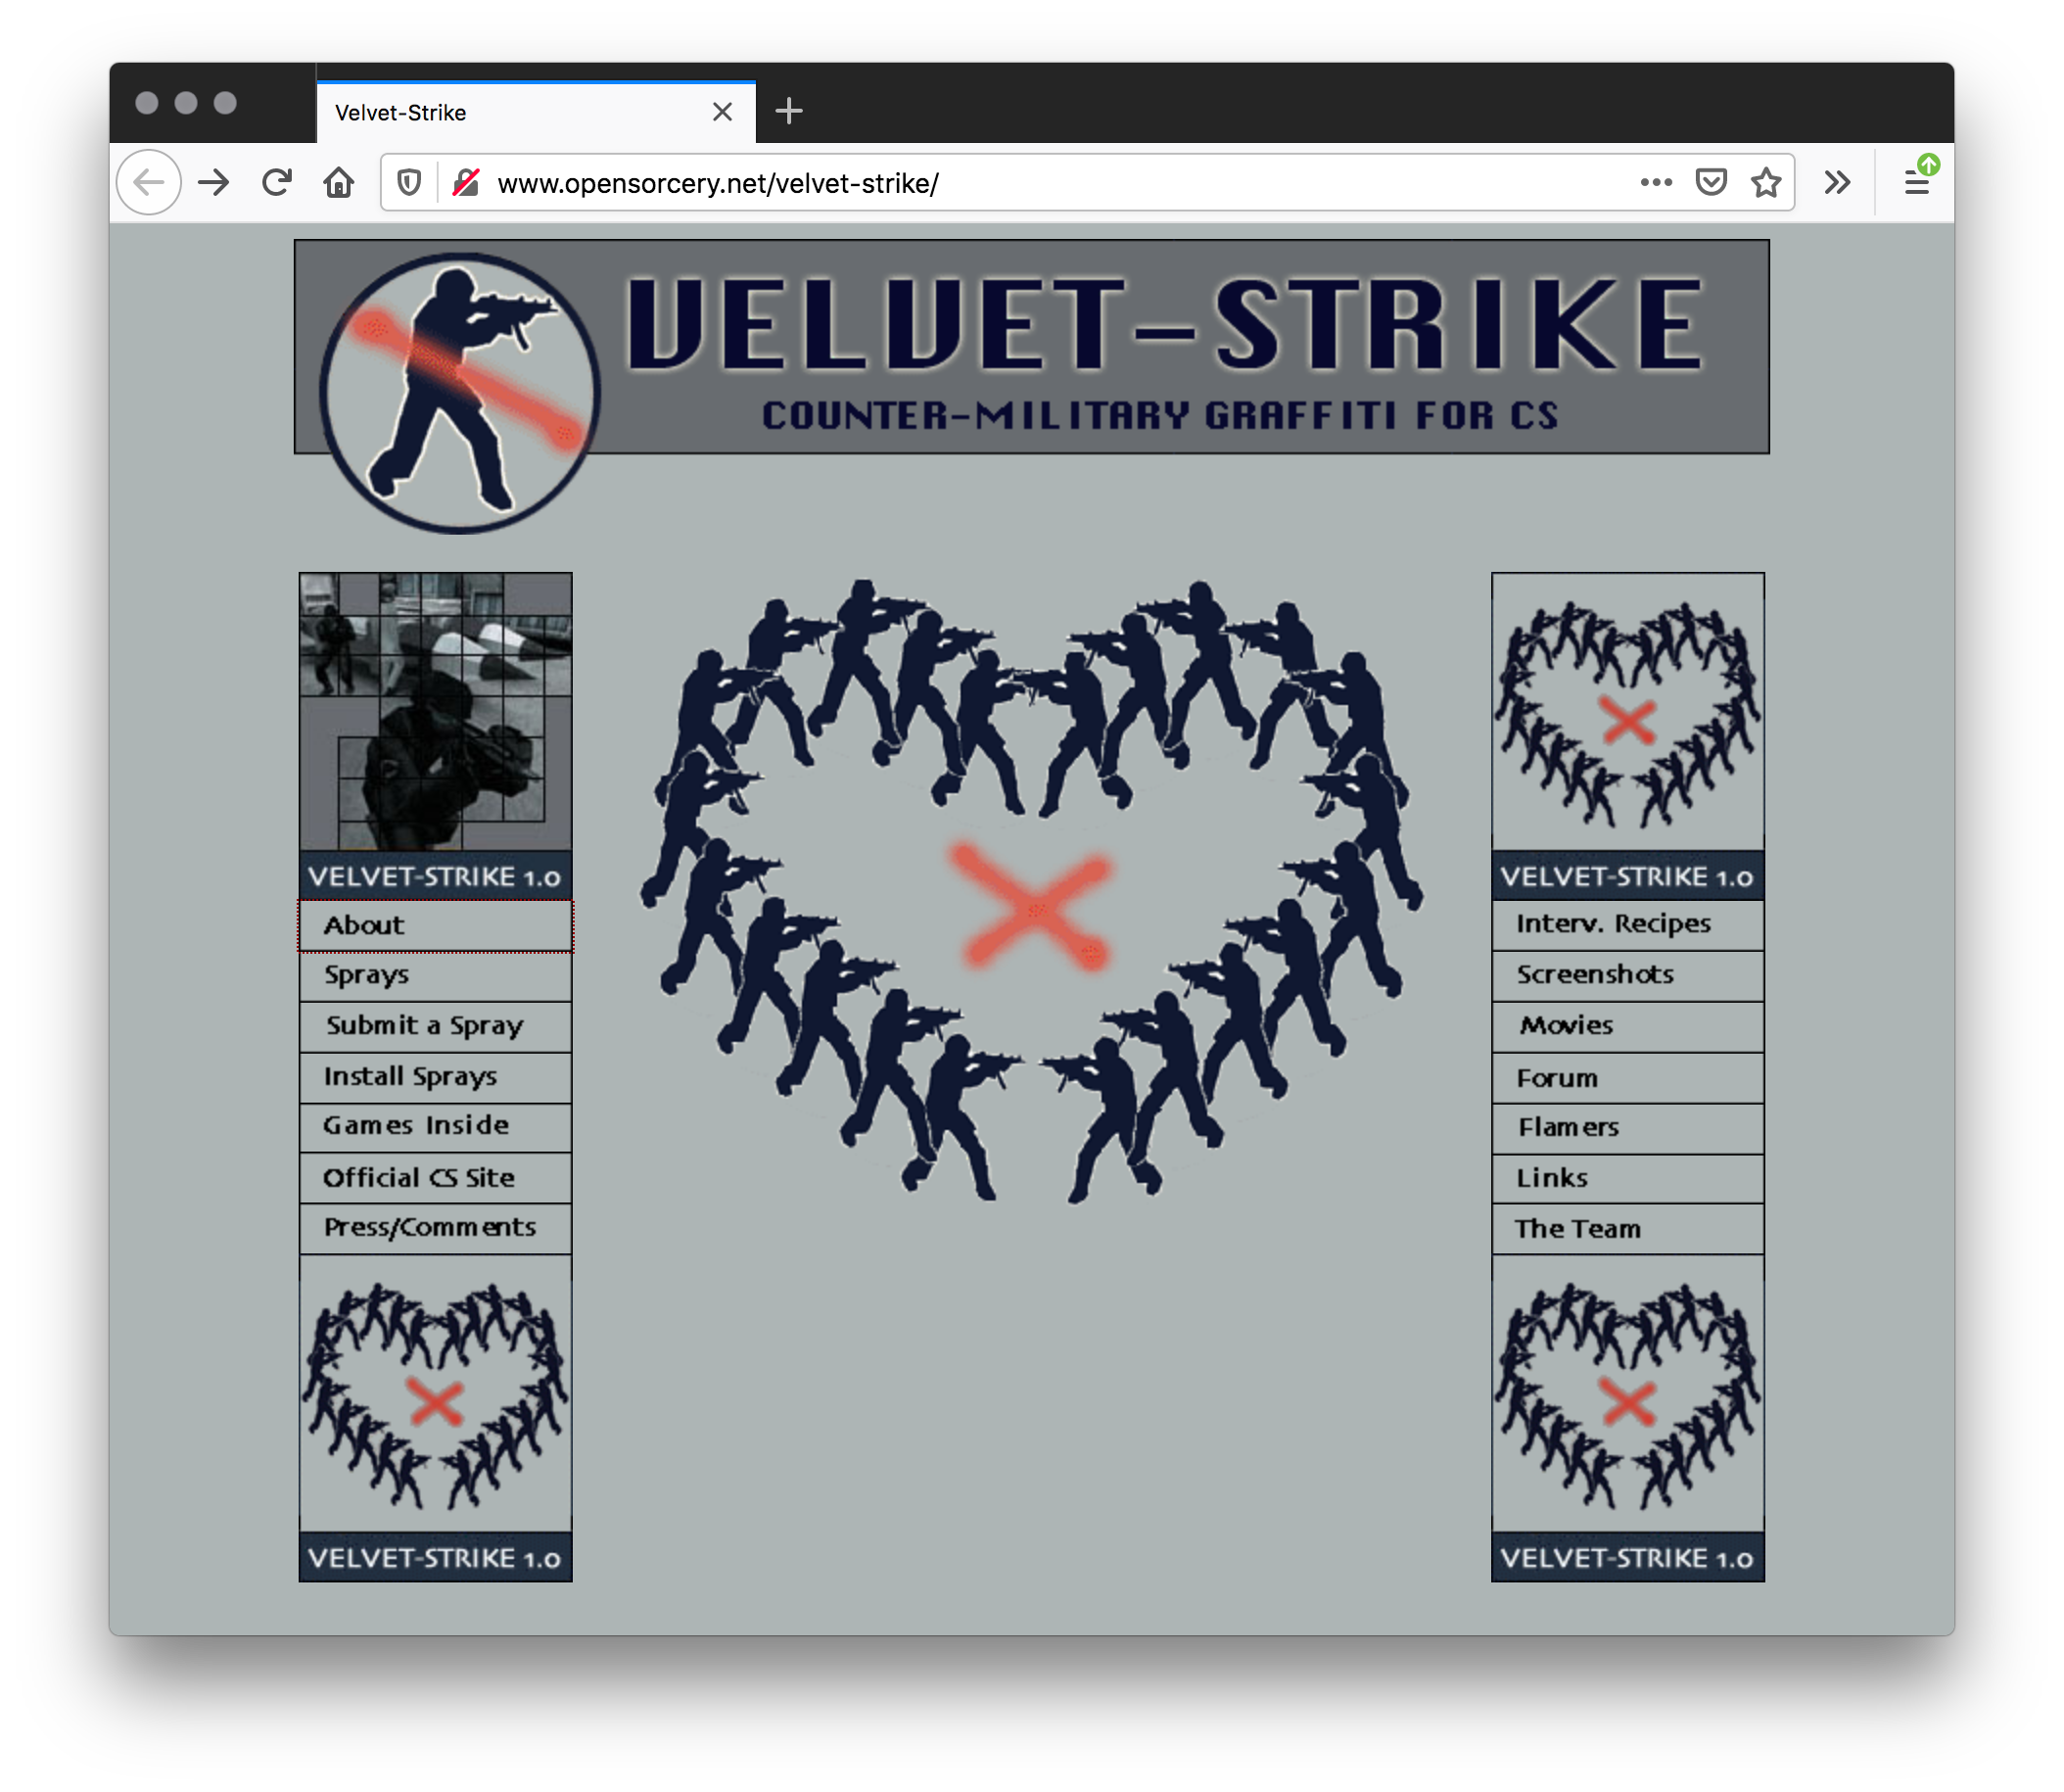 Velvet-Strike
www.opensorcery.net/velvet-strike/
VELVET-STRIKE
COUNTER-MILITARY GRAFFITI FOR CS
VELVET-STRIKE 1.0
About
Sprays
Submit a Spray
Install Sprays
Games Inside
Official CS Site
Press/Comments
VELVET-STRIKE 1.0
VELVET-STRIKE 1.0
Interv. Recipes
Screenshots
Movies
Forum
Flamers
Links
The Team
VELVET-STRIKE 1.0